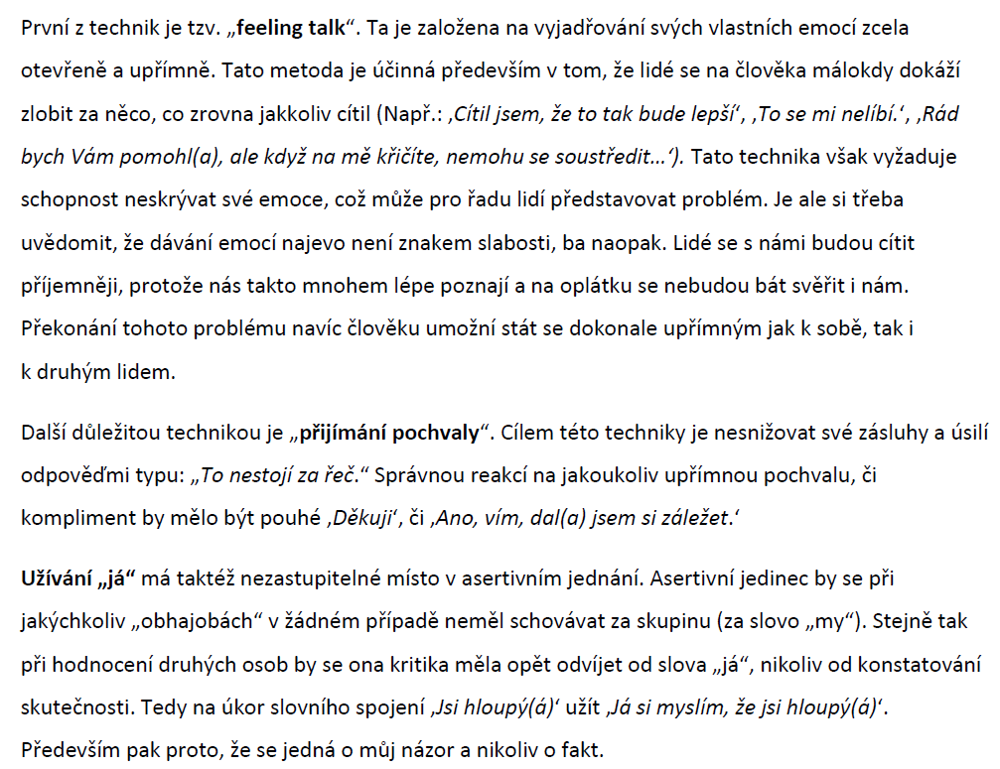 První z technik je tzv. „feeling talk“. Ta je založena na vyjadřování svých vlastních emocí zcela
otevřeně a upřímně. Tato metoda je účinná především v tom, že lidé se na člověka málokdy dokáží
zlobit za něco, co zrovna jakkoliv cítil (Např.: ‚Cítil jsem, že to tak bude lepší‘, ‚To se mi nelíbí.‘, ‚Rád
bych Vám pomohl(a), ale když na mě křičíte, nemohu se soustředit…‘). Tato technika však vyžaduje
schopnost neskrývat své emoce, což může pro řadu lidí představovat problém. Je ale si třeba
uvědomit, že dávání emocí najevo není znakem slabosti, ba naopak. Lidé se s námi budou cítit
příjemněji, protože nás takto mnohem lépe poznají a na oplátku se nebudou bát svěřit i nám.
Překonání tohoto problému navíc člověku umožní stát se dokonale upřímným jak k sobě, tak i
k druhým lidem.
Další důležitou technikou je „přijímání pochvaly“. Cílem této techniky je nesnižovat své zásluhy a úsilí
odpověďmi typu: „To nestojí za řeč.“ Správnou reakcí na jakoukoliv upřímnou pochvalu, či
kompliment by mělo být pouhé ‚Děkuji‘, či ‚Ano, vím, dal(a) jsem si záležet.‘
Užívání „já“ má taktéž nezastupitelné místo v asertivním jednání. Asertivní jedinec by se při
jakýchkoliv „obhajobách“ v žádném případě neměl schovávat za skupinu (za slovo „my“). Stejně tak
při hodnocení druhých osob by se ona kritika měla opět odvíjet od slova „já“, nikoliv od konstatování
skutečnosti. Tedy na úkor slovního spojení ‚Jsi hloupý(á)‘ užít ‚Já si myslím, že jsi hloupý(á)‘.
Především pak proto, že se jedná o můj názor a nikoliv o fakt.